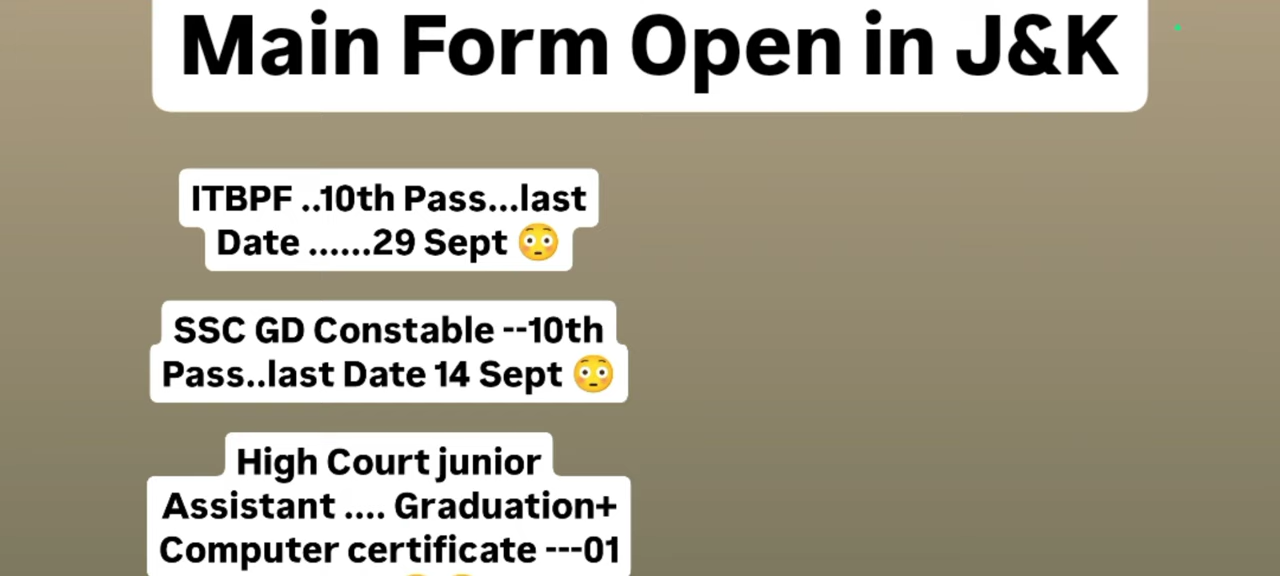 Main Form Open in J&K
ITBPF ..10th Pass...last
Date ......29 Sept 😳
SSC GD Constable --10th
Pass..last Date 14 Sept 😳
High Court junior
Assistant .... Graduation+
Computer certificate ---01